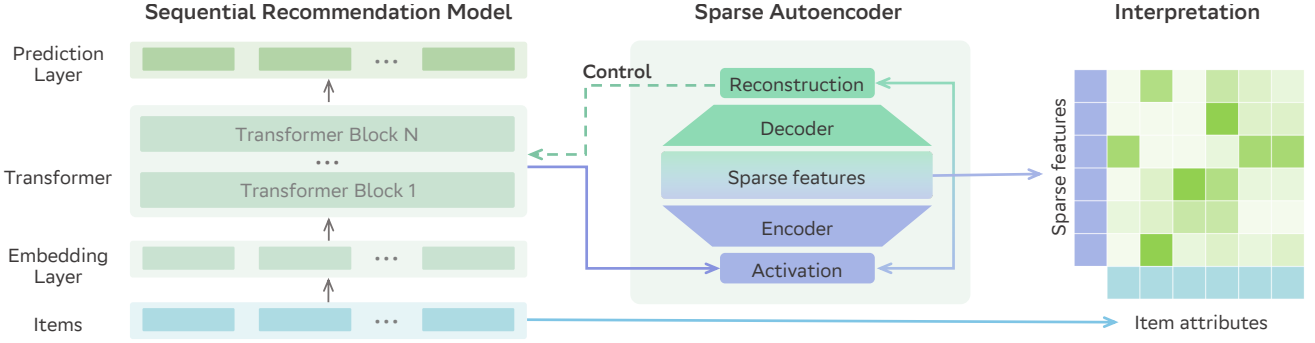 Sequential Recommendation Model
Sparse Autoencoder
Interpretation
Prediction
Layer
...
Control
Reconstruction
Transformer Block N
Decoder
...
Transformer
Sparse features
Sparse features
Transformer Block 1
Encoder
Embedding
Layer
...
Activation
Items
...
Item attributes